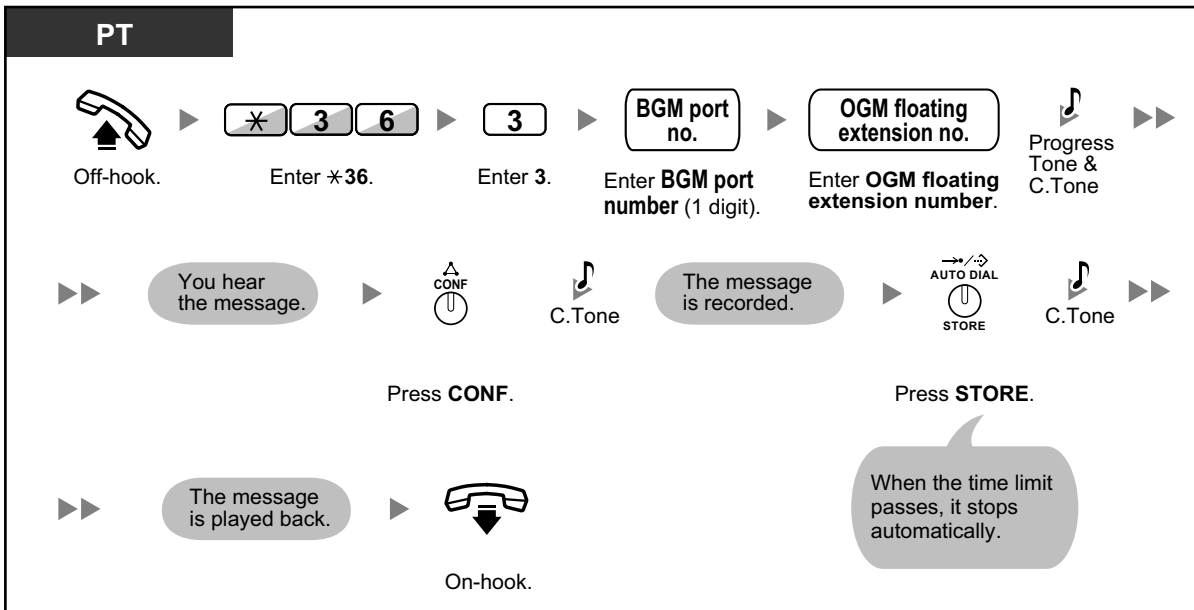 PT
✳ 3 6
3
BGM port
no.
OGM floating
extension no.
Progress
Tone &
C.Tone
Off-hook.
Enter ✳36.
Enter 3.
Enter BGM port
number (1 digit).
Enter OGM floating
extension number.
You hear
the message.
CONF
C.Tone
The message
is recorded.
AUTO DIAL
STORE
C.Tone
Press CONF.
Press STORE.
When the time limit
passes, it stops
automatically.
The message
is played back.
On-hook.